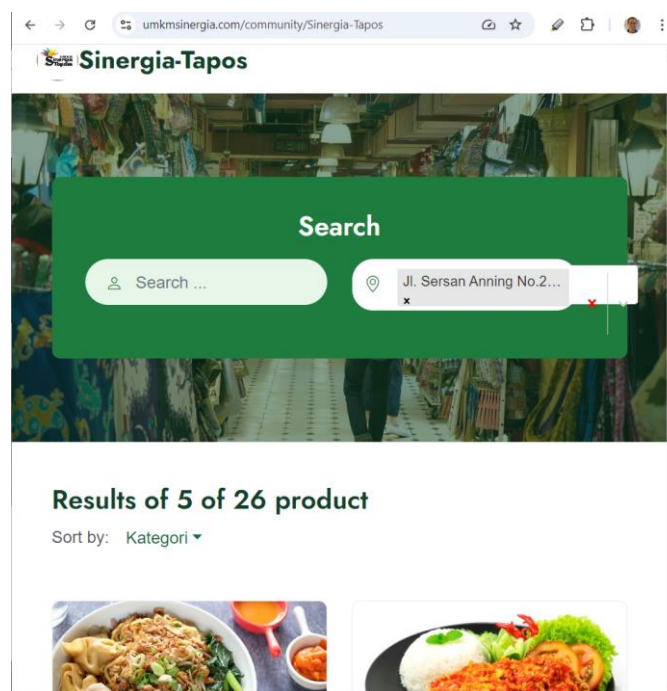 umkmsinergia.com/community/Sinergia-Tapos
Sinergia-Tapos
Search
Search ...
Jl. Sersan Anning No.2...
x
x
Results of 5 of 26 product
Sort by: Kategori